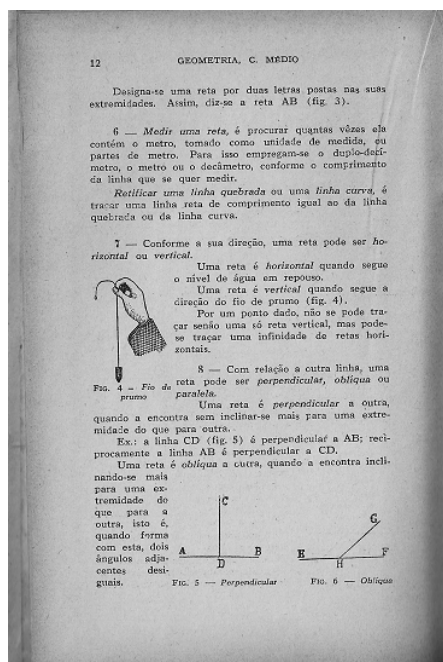 12
GEOMETRIA, C. MÉDIO
Designa-se uma reta por duas letras postas nas suas
extremidades. Assim, diz-se a reta AB (fig. 3).
6 — Medir uma reta, é procurar quantas vêzes ela
contém o metro, tomado como unidade de medida, ou
partes de metro. Para isso empregam-se o duplo-decí-
metro, o metro ou o decâmetro, conforme o comprimento
da linha que se quer medir.
Retificar uma linha quebrada ou uma linha curva, é
traçar uma linha reta de comprimento igual ao da linha
quebrada ou da linha curva.
7 — Conforme a sua direção, uma reta pode ser ho-
rizontal ou vertical.
Uma reta é horizontal quando segue
o nível de água em repouso.
Uma reta é vertical quando segue a
direção do fio de prumo (fig. 4).
Por um ponto dado, não se pode tra-
çar senão uma só reta vertical, mas pode-
se traçar uma infinidade de retas hori-
zontais.
FIG. 4 — Fio de
prumo
8 — Com relação a outra linha, uma
reta pode ser perpendicular, oblíqua ou
paralela.
Uma reta é perpendicular a outra,
quando a encontra sem inclinar-se mais para uma extre-
midade do que para outra.
Ex.: a linha CD (fig. 5) é perpendicular a AB; reci-
procamente a linha AB é perpendicular a CD.
Uma reta é oblíqua a outra, quando a encontra incli-
nando-se mais
para uma ex-
tremidade do
que para a
outra, isto é,
quando forma
com esta, dois
ângulos adja-
centes desi-
guais.
C
A
B
D
FIG. 5 — Perpendicular
G
E
F
H
FIG. 6 — Oblíqua